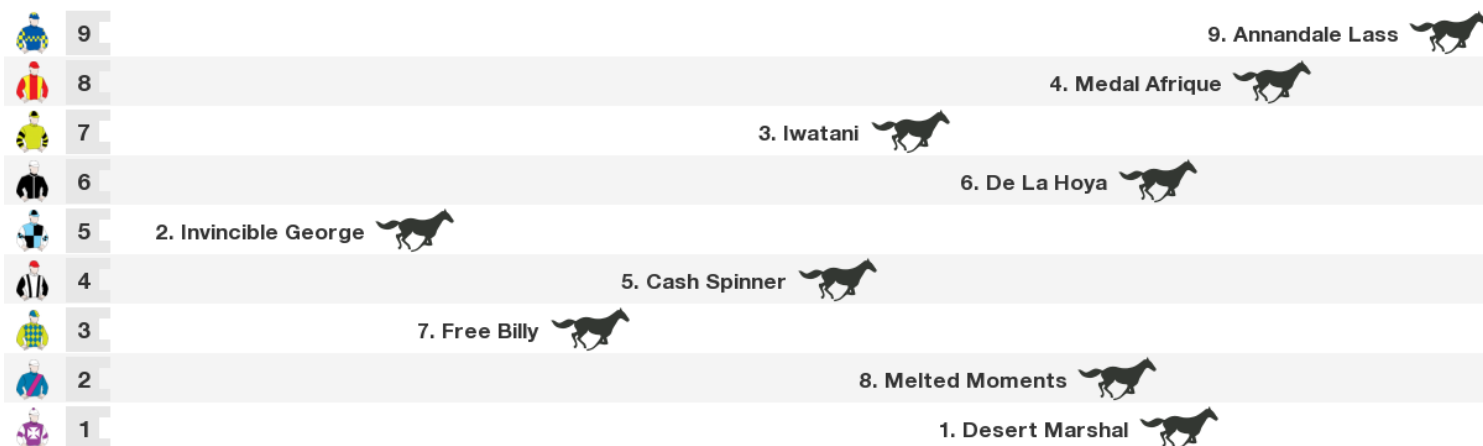 9 9. Annandale Lass
8 4. Medal Afrique
7 3. Iwatani
6 6. De La Hoya
5 2. Invincible George
4 5. Cash Spinner
3 7. Free Billy
2 8. Melted Moments
1 1. Desert Marshal